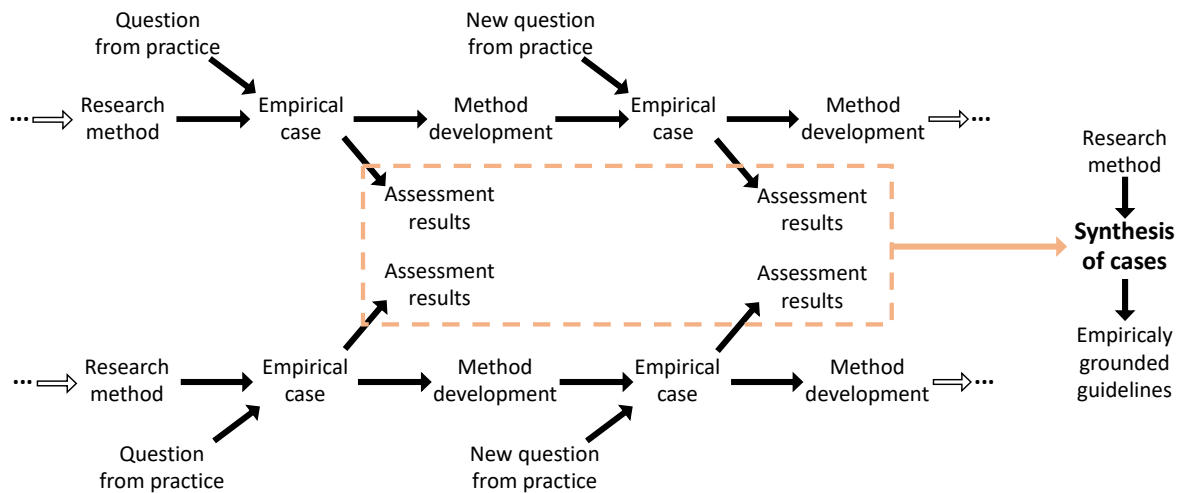 Question
from practice
New question
from practice
... Research
method
Empirical
case
Method
development
Empirical
case
Method
development ...
Assessment
results
Assessment
results
Research
method
Assessment
results
Assessment
results
Synthesis
of cases
Empiricaly
grounded
guidelines
... Research
method
Empirical
case
Method
development
Empirical
case
Method
development ...
Question
from practice
New question
from practice